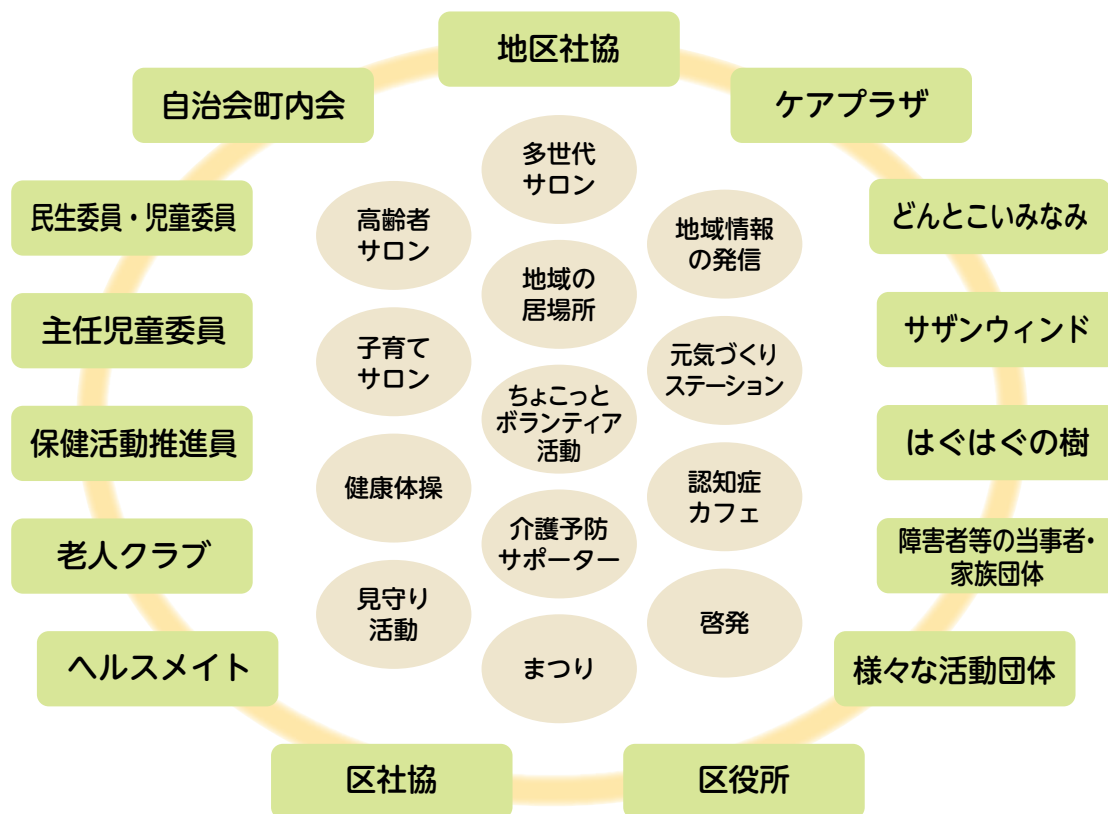 地区社協
自治会町内会
ケアプラザ
民生委員・児童委員
どんとこいみなみ
主任児童委員
サザンウィンド
保健活動推進員
はぐはぐの樹
老人クラブ
障害者等の当事者・
家族団体
ヘルスメイト
様々な活動団体
区社協
区役所
多世代
サロン
高齢者
サロン
地域情報
の発信
地域の
居場所
子育て
サロン
元気づくり
ステーション
ちょこっと
ボランティア
活動
健康体操
認知症
カフェ
介護予防
サポーター
見守り
活動
啓発
まつり